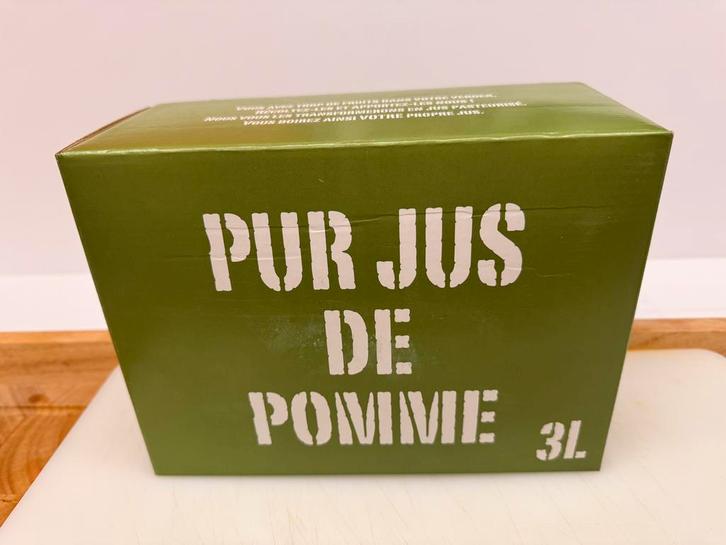 VOUS AVEZ TROP DE FRUITS DANS VOTRE VERGER,
RÉCOLTEZ-LES ET APPORTEZ-LES NOUS !
NOUS VOUS LES TRANSFORMERONS EN JUS PASTEURISÉ.
VOUS BOIREZ AINSI VOTRE PROPRE JUS.
PUR JUS
DE
POMME
3L